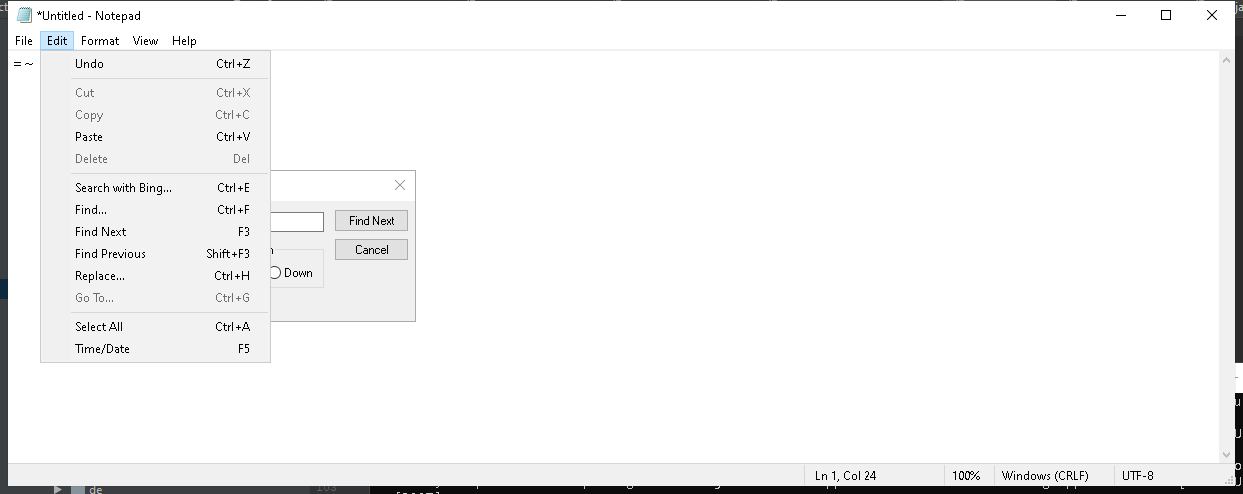 *Untitled - Notepad
File Edit Format View Help
=~
Undo Ctrl+Z
Cut Ctrl+X
Copy Ctrl+C
Paste Ctrl+V
Delete Del
Search with Bing... Ctrl+E
Find... Ctrl+F
Find Next F3
Find Previous Shift+F3
Replace... Ctrl+H
Go To... Ctrl+G
Select All Ctrl+A
Time/Date F5
Find Next
Cancel
Down
Ln 1, Col 24 100% Windows (CRLF) UTF-8
de